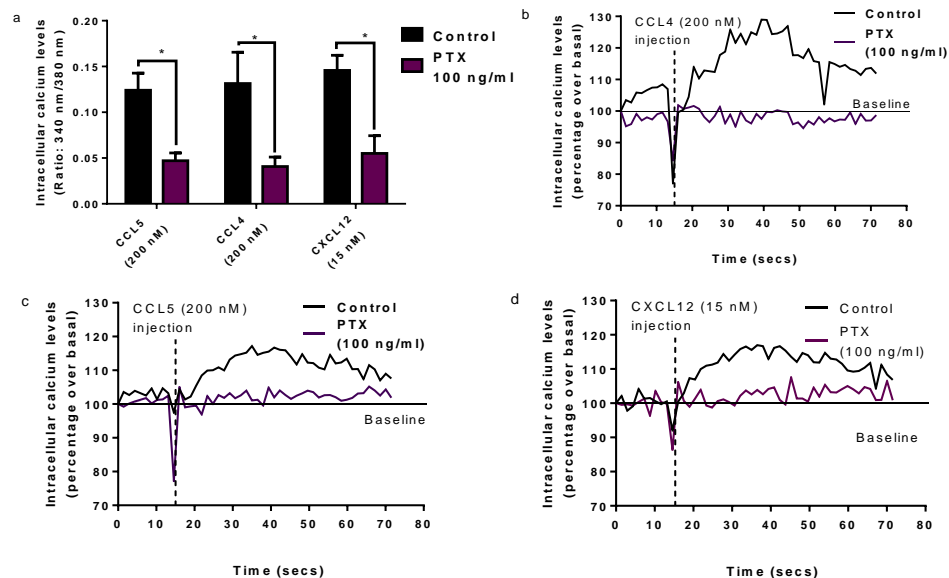 a
Intracellular calcium levels
(Ratio: 340 nm/380 nm)
0.20
0.15
0.10
0.05
0.00
*
*
*
Control
PTX
100 ng/ml
CCL5
(200 nM)
CCL4
(200 nM)
CXCL12
(15 nM)
b
Intracellular calcium levels
(percentage over basal)
130
120
110
100
90
80
70
CCL4 (200 nM)
injection
Control
PTX
(100 ng/ml)
Baseline
0 10 20 30 40 50 60 70 80
Time (secs)
c
Intracellular calcium levels
(percentage over basal)
130
120
110
100
90
80
70
CCL5 (200 nM)
injection
Control
PTX
(100 ng/ml)
Baseline
0 10 20 30 40 50 60 70 80
Time (secs)
d
Intracellular calcium levels
(percentage over basal)
130
120
110
100
90
80
70
CXCL12 (15 nM)
injection
Control
PTX
(100 ng/ml)
Baseline
0 10 20 30 40 50 60 70 80
Time (secs)